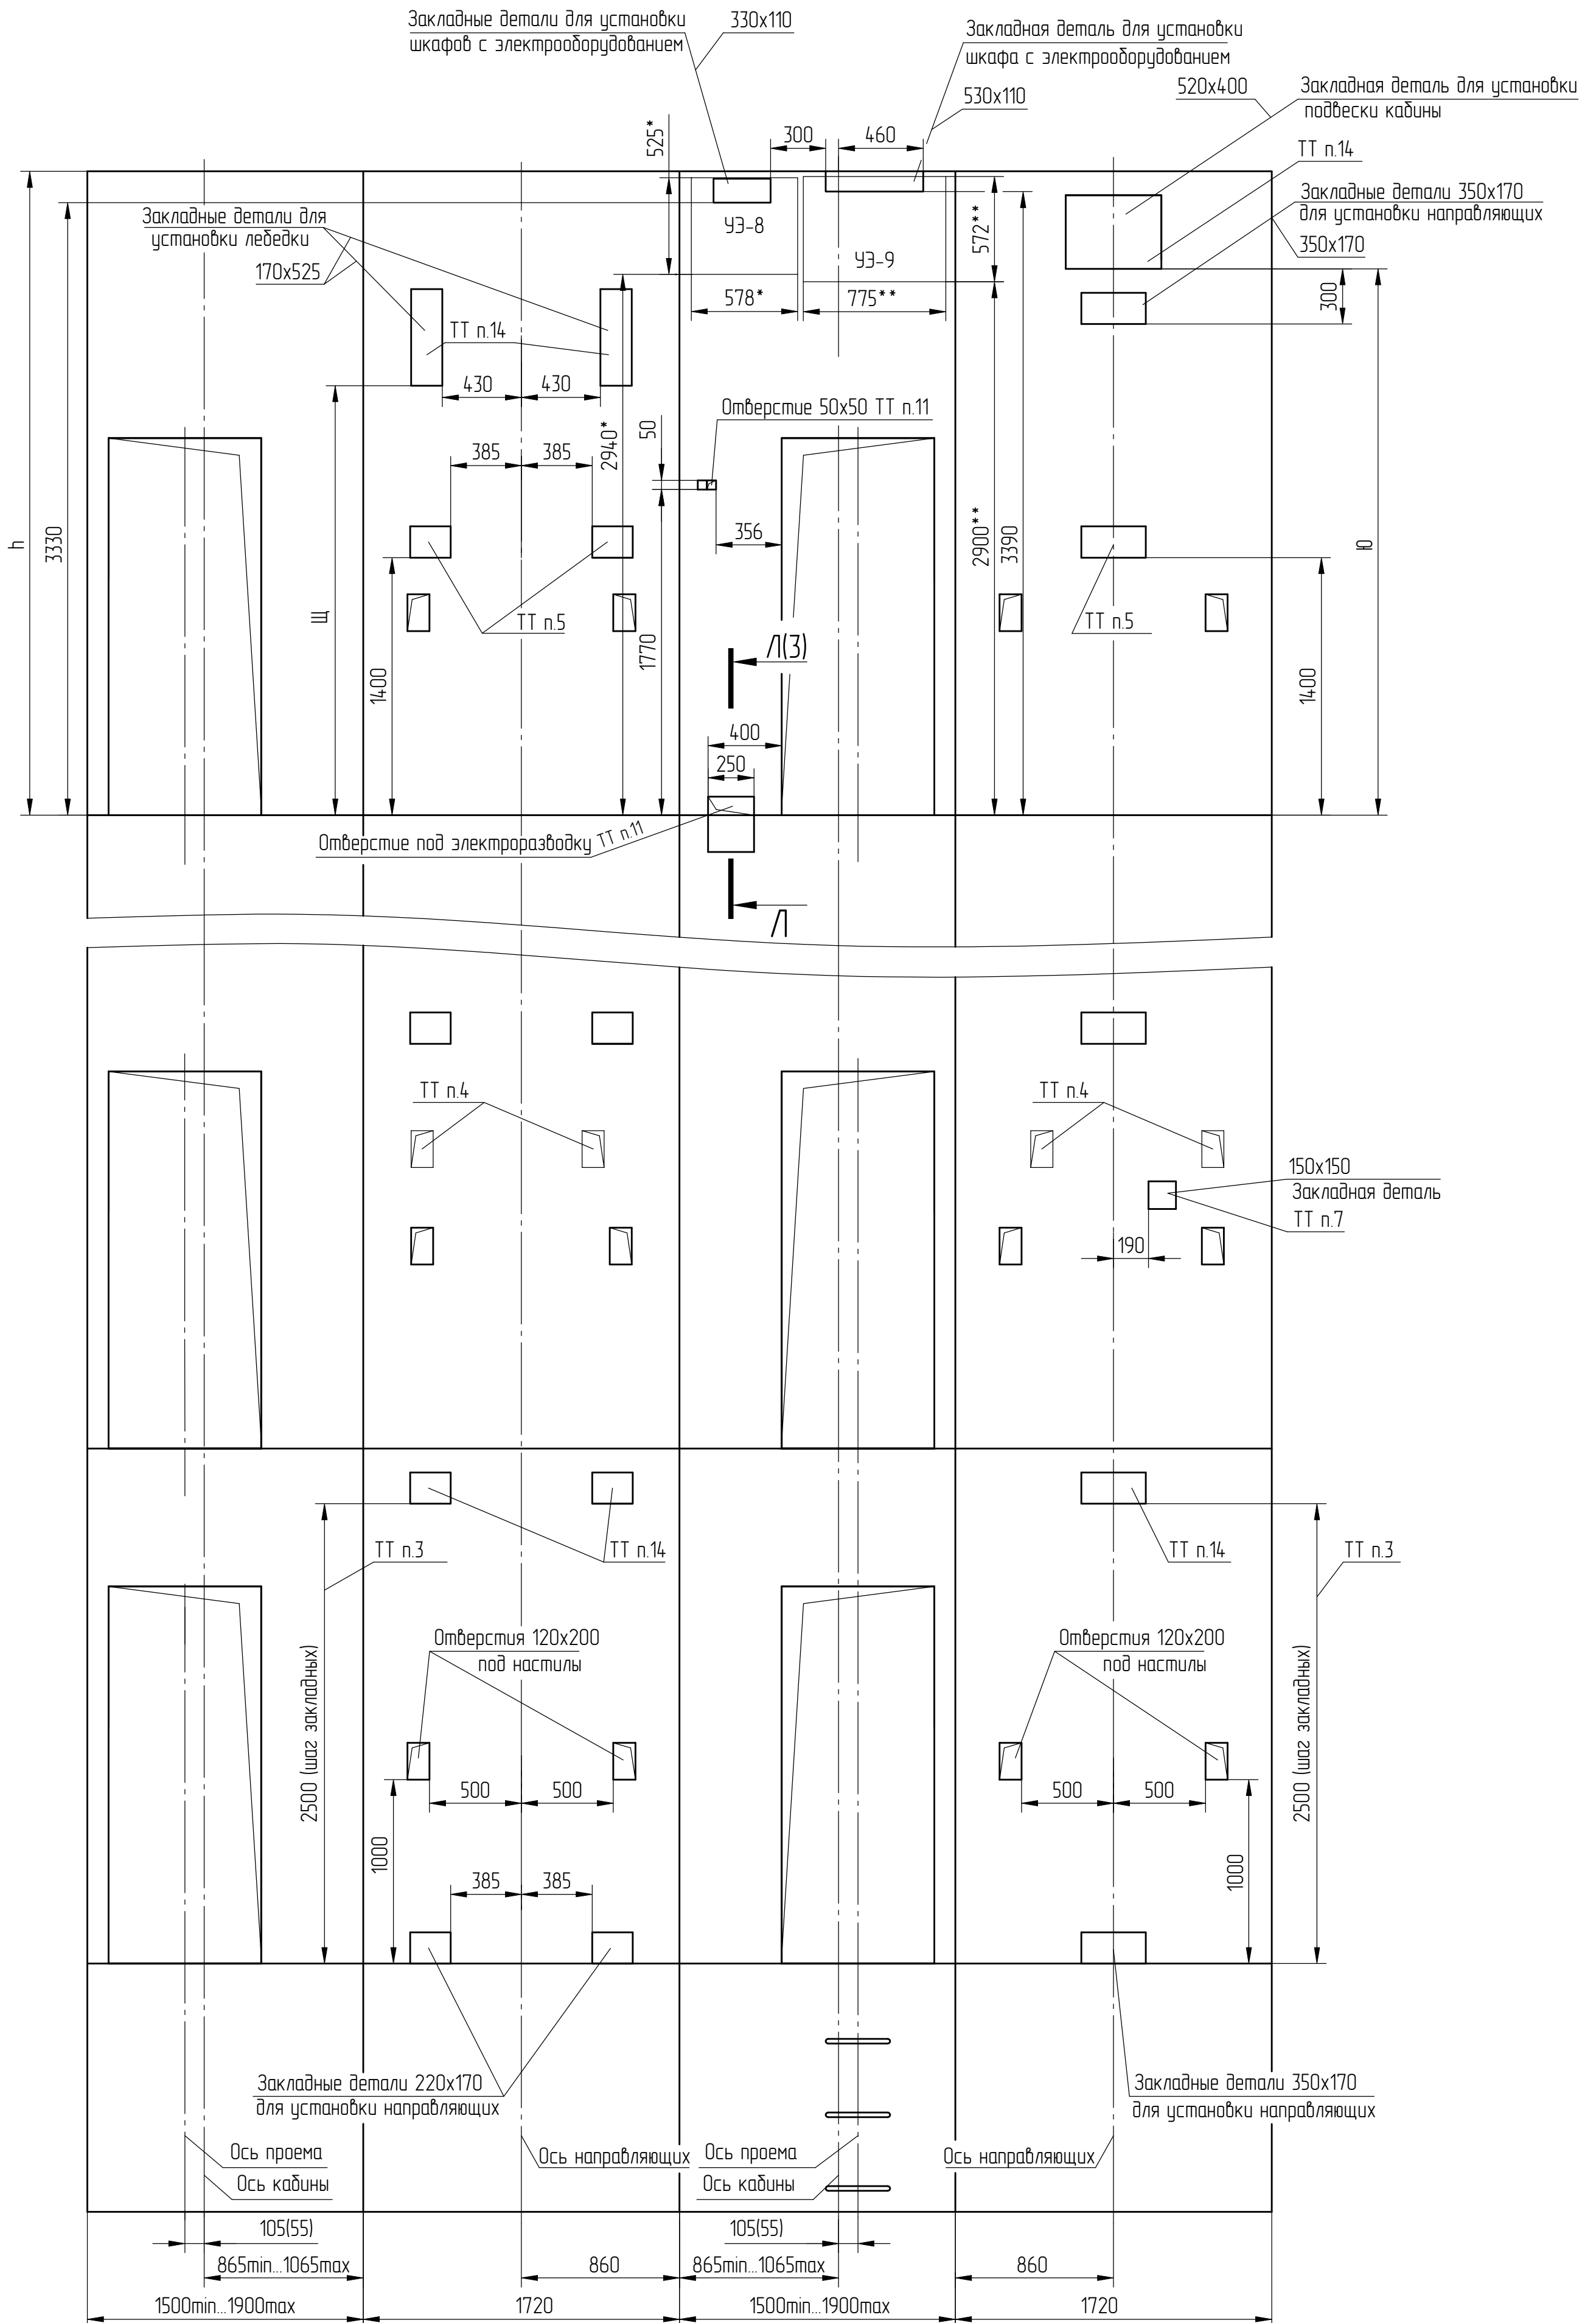 Закладные детали для установки
шкафов с электрооборудованием
330х110
Закладная деталь для установки
шкафа с электрооборудованием
530х110
520х400
Закладная деталь для установки
подвески кабины
ТТ п.14
Закладные детали 350х170
для установки направляющих
350х170
525*
300
460
Закладные детали для
установки лебедки
170х525
УЭ-8
УЭ-9
572**
578*
775**
300
ТТ п.14
430
430
Отверстие 50х50 ТТ п.11
50
385
385
2940*
356
2900**
3390
h
3330
Щ
Ю
ТТ п.5
ТТ п.5
1400
1770
1400
Л(3)
400
250
Отверстие под электроразводку ТТ п.11
Л
ТТ п.4
ТТ п.4
150х150
Закладная деталь
ТТ п.7
190
ТТ п.3
ТТ п.14
ТТ п.14
ТТ п.3
Отверстия 120х200
под настилы
Отверстия 120х200
под настилы
2500 (шаг закладных)
2500 (шаг закладных)
500
500
500
500
1000
1000
385
385
Закладные детали 220х170
для установки направляющих
Закладные детали 350х170
для установки направляющих
Ось проема
Ось направляющих
Ось проема
Ось направляющих
Ось кабины
Ось кабины
105(55)
105(55)
865min...1065max
860
865min...1065max
860
1500min...1900max
1720
1500min...1900max
1720